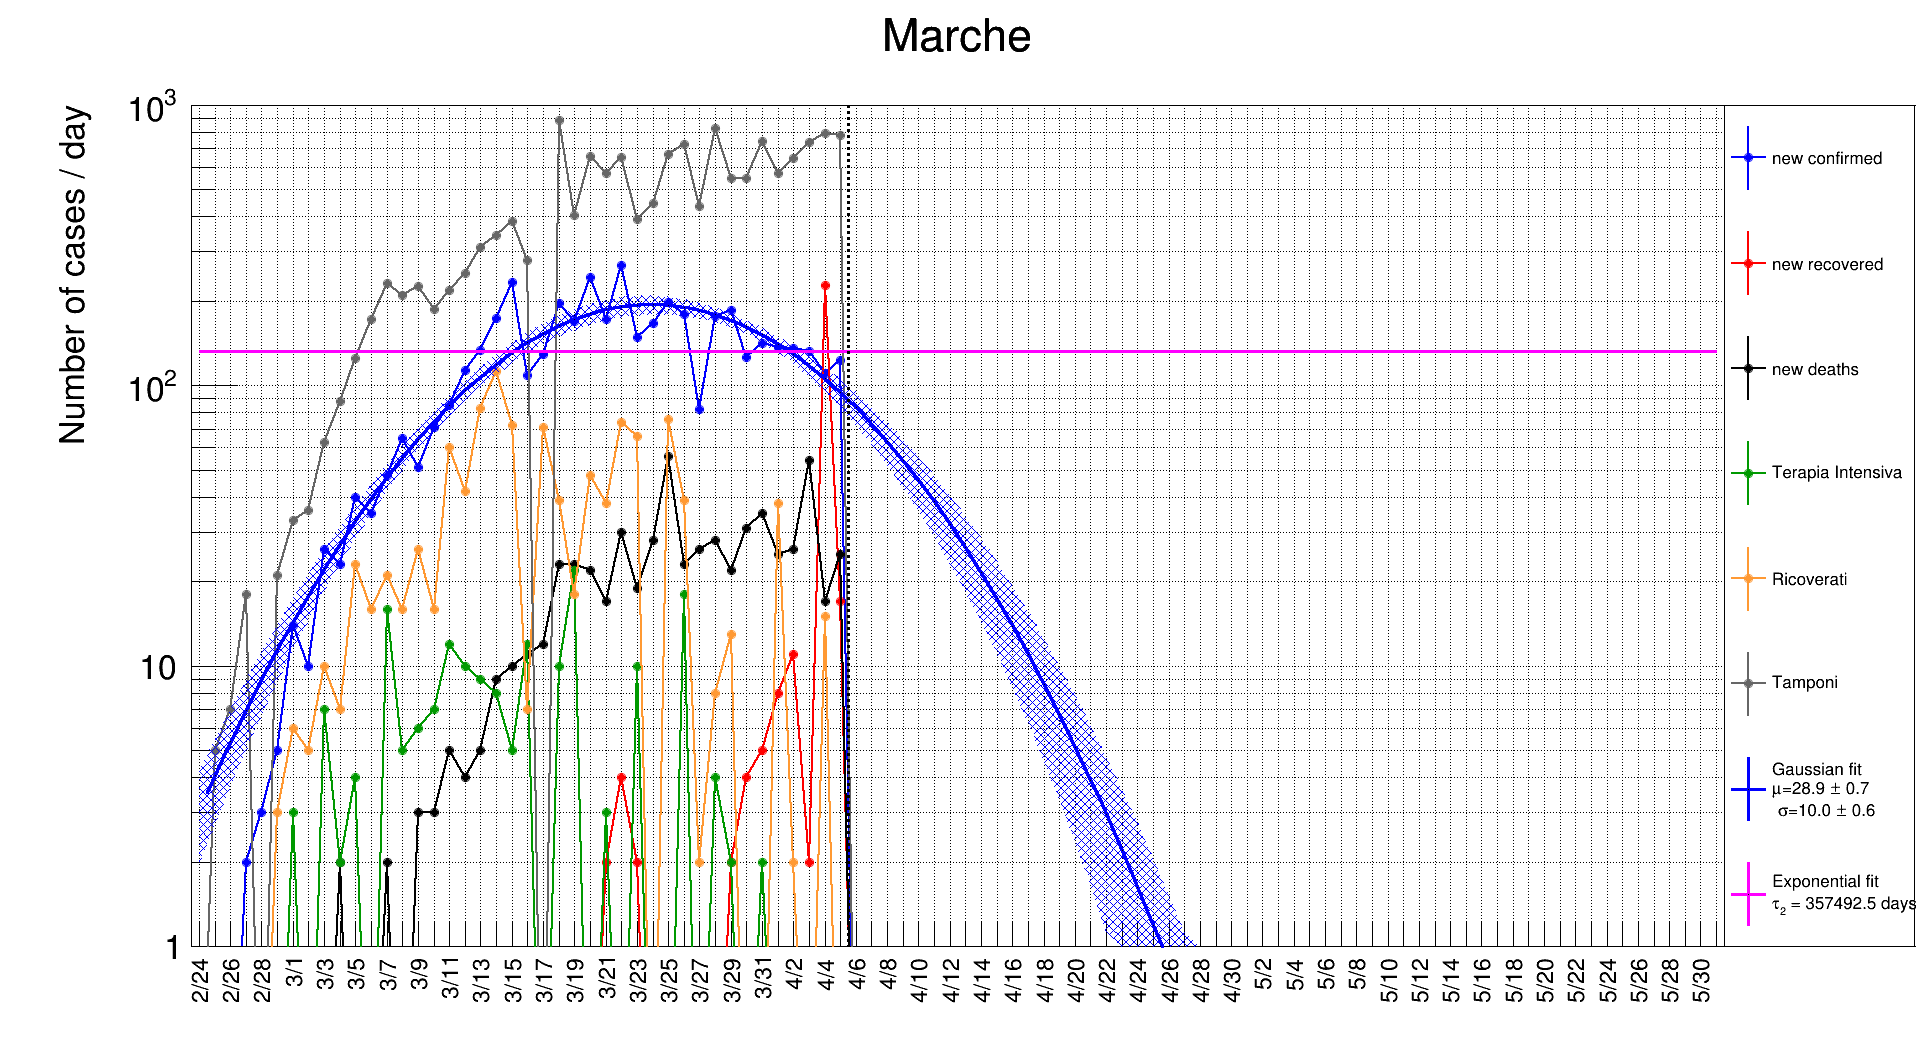 Marche
Number of cases / day
10³
10²
10
1
2/24 2/26 2/28 3/1 3/3 3/5 3/7 3/9 3/11 3/13 3/15 3/17 3/19 3/21 3/23 3/25 3/27 3/29 3/31 4/2 4/4 4/6 4/8 4/10 4/12 4/14 4/16 4/18 4/20 4/22 4/24 4/26 4/28 4/30 5/2 5/4 5/6 5/8 5/10 5/12 5/14 5/16 5/18 5/20 5/22 5/24 5/26 5/28 5/30
new confirmed
new recovered
new deaths
Terapia Intensiva
Ricoverati
Tamponi
Gaussian fit
μ=28.9 ± 0.7
σ=10.0 ± 0.6
Exponential fit
τ₂ = 357492.5 days